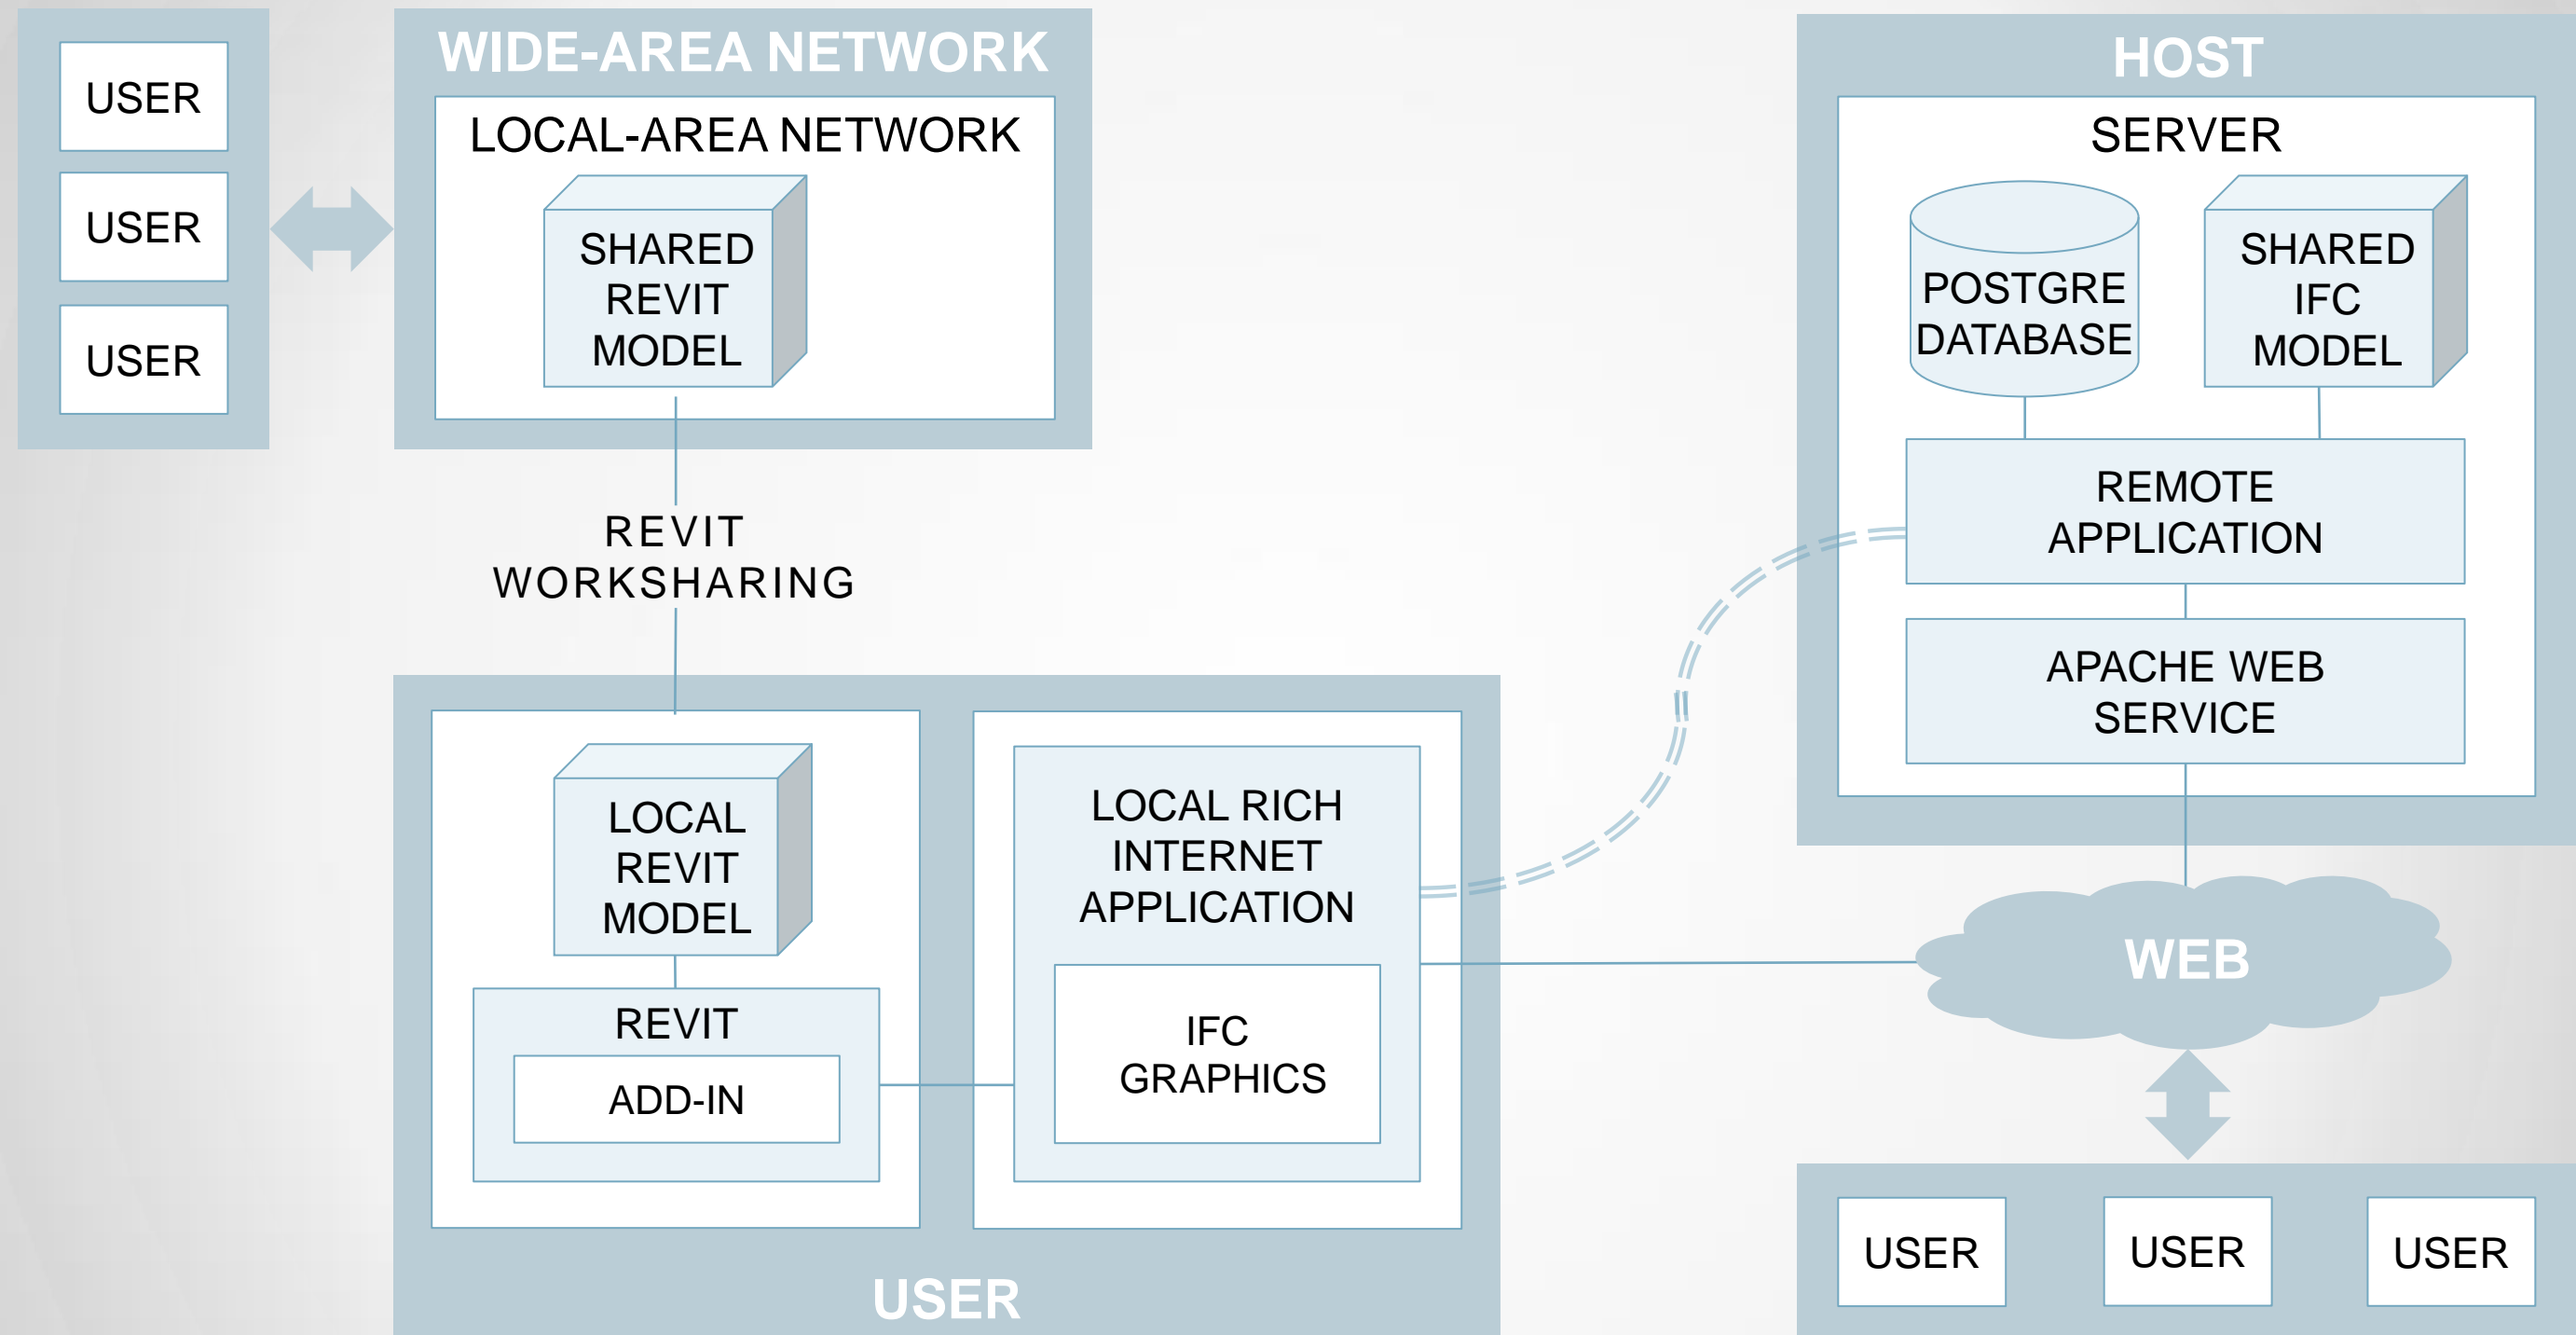 USER
USER
USER
WIDE-AREA NETWORK
LOCAL-AREA NETWORK
SHARED
REVIT
MODEL
REVIT
WORKSHARING
LOCAL
REVIT
MODEL
REVIT
ADD-IN
LOCAL RICH
INTERNET
APPLICATION
IFC
GRAPHICS
USER
HOST
SERVER
POSTGRE
DATABASE
SHARED
IFC
MODEL
REMOTE
APPLICATION
APACHE WEB
SERVICE
WEB
USER
USER
USER